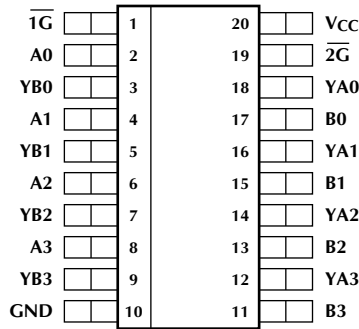 1G 1 20 VCC
A0 2 19 2G
YB0 3 18 YA0
A1 4 17 B0
YB1 5 16 YA1
A2 6 15 B1
YB2 7 14 YA2
A3 8 13 B2
YB3 9 12 YA3
GND 10 11 B3